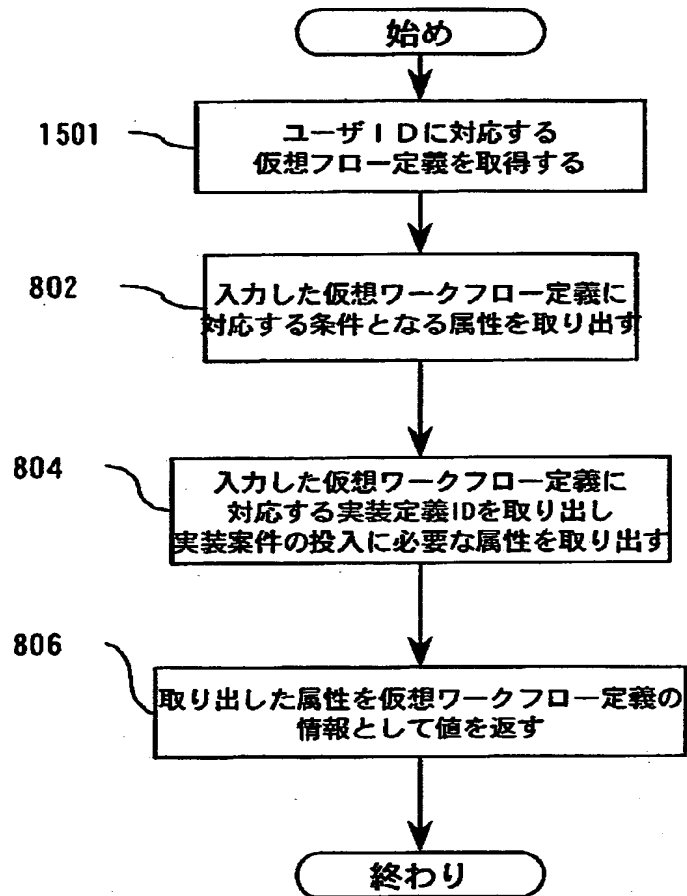 始め
1501
ユーザＩＤに対応する
仮想フロー定義を取得する
802
入力した仮想ワークフロー定義に
対応する条件となる属性を取り出す
804
入力した仮想ワークフロー定義に
対応する実装定義IDを取り出し
実装案件の投入に必要な属性を取り出す
806
取り出した属性を仮想ワークフロー定義の
情報として値を返す
終わり